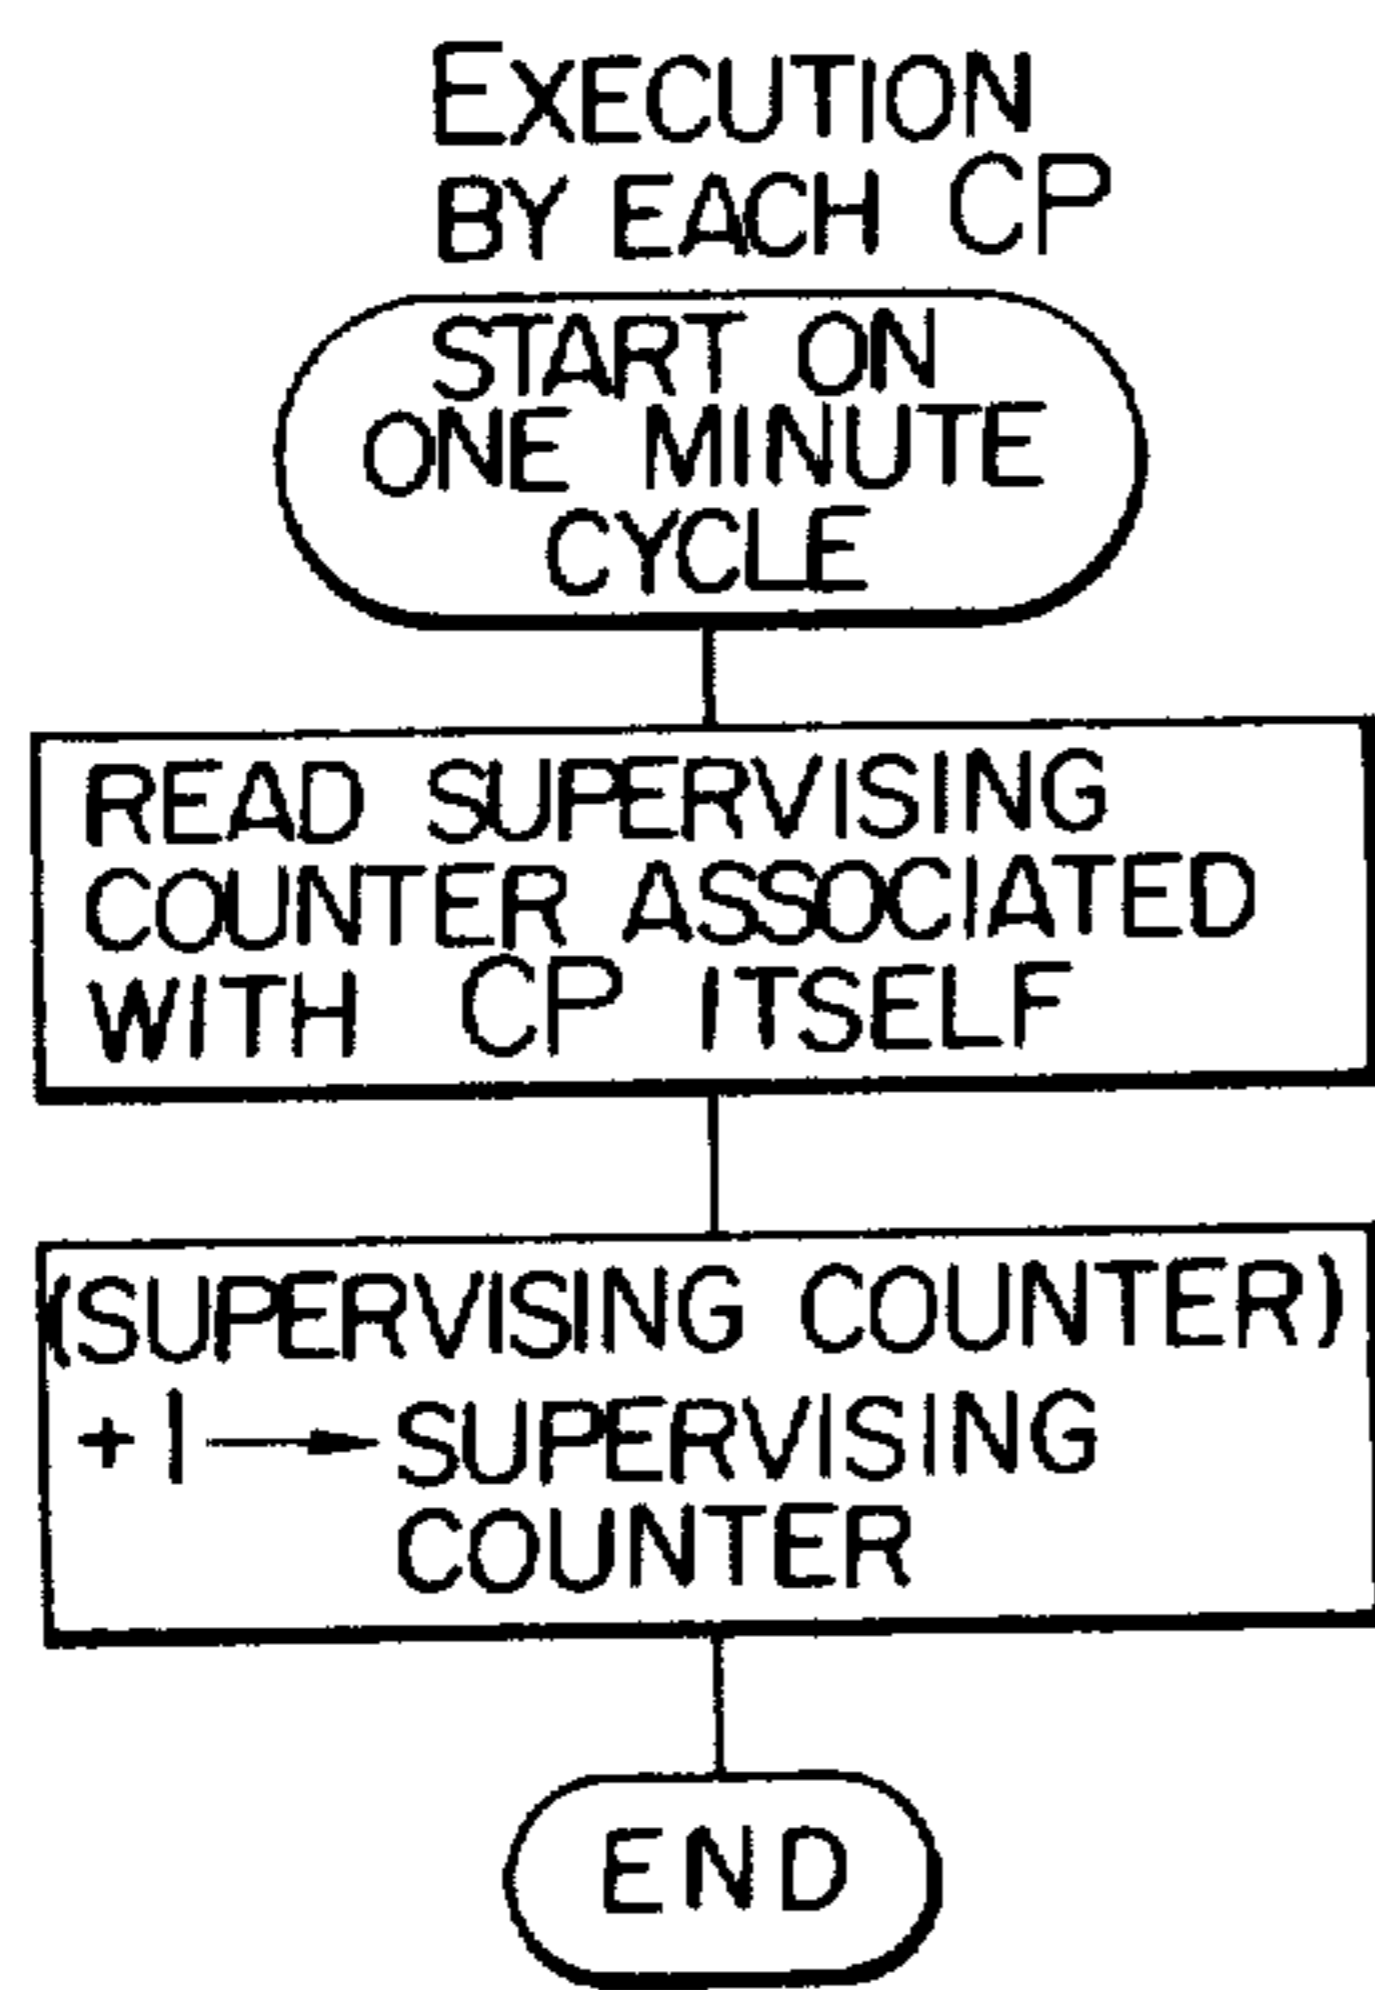 EXECUTION
BY EACH CP
START ON
ONE MINUTE
CYCLE
READ SUPERVISING
COUNTER ASSOCIATED
WITH CP ITSELF
(SUPERVISING COUNTER)
+1→SUPERVISING
COUNTER
END